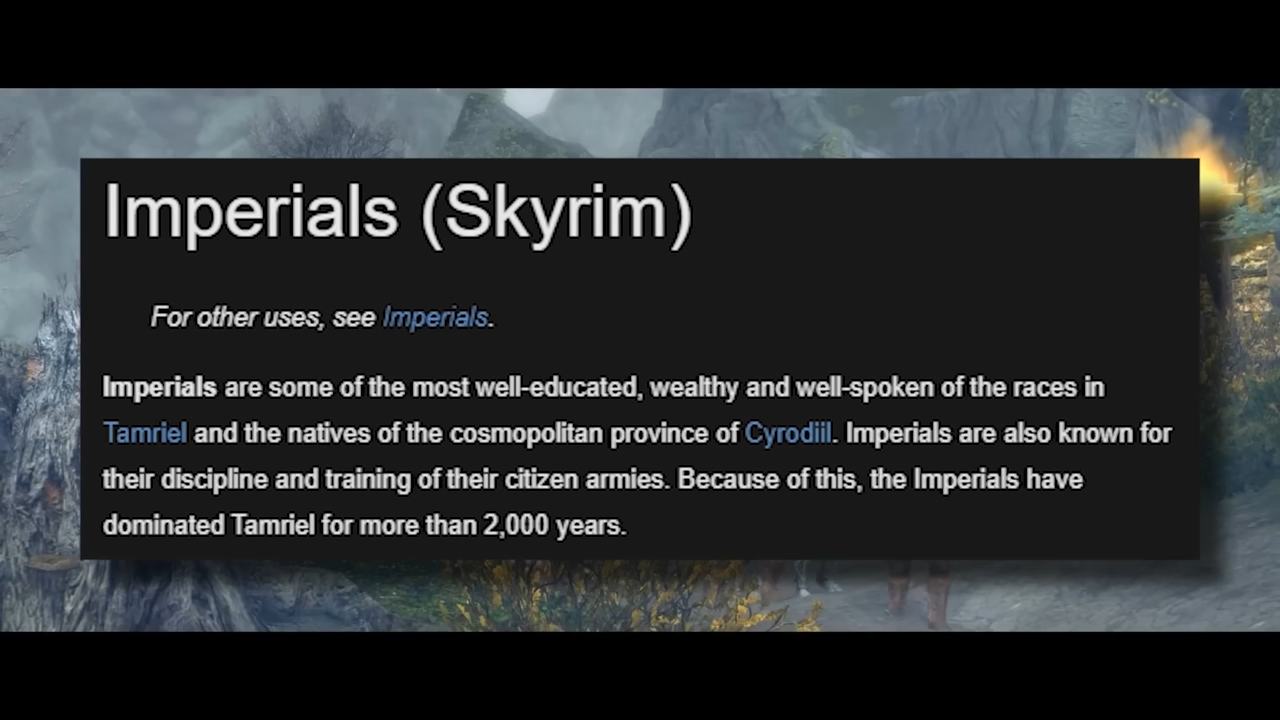 Imperials (Skyrim)
For other uses, see Imperials.
Imperials are some of the most well-educated, wealthy and well-spoken of the races in
Tamriel and the natives of the cosmopolitan province of Cyrodiil. Imperials are also known for
their discipline and training of their citizen armies. Because of this, the Imperials have
dominated Tamriel for more than 2,000 years.